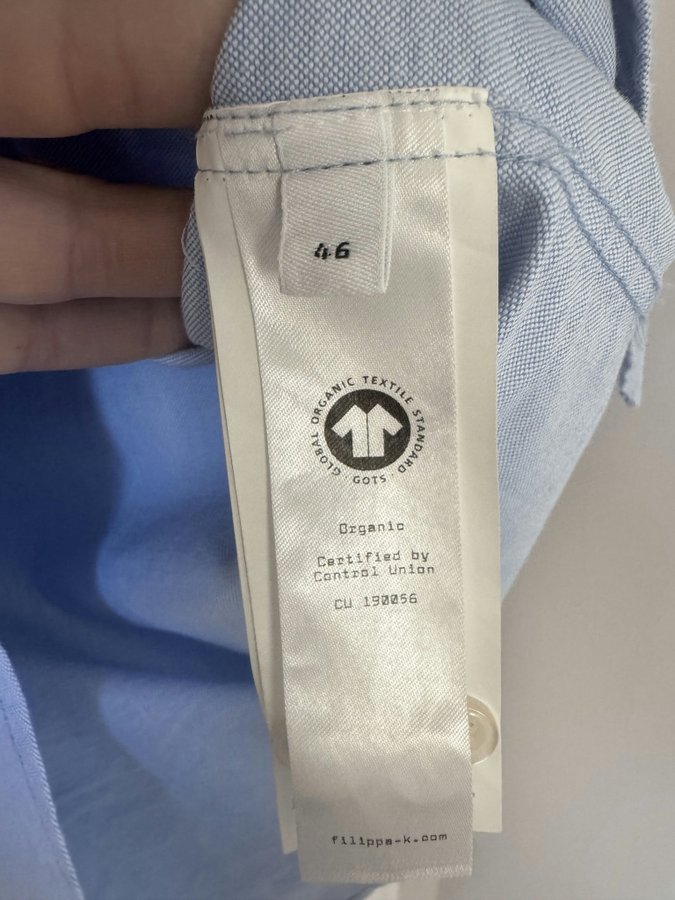 46
GLOBAL ORGANIC TEXTILE STANDARD
GOTS
Organic
Certified by
Control Union
CU 190056
filippa-k.com